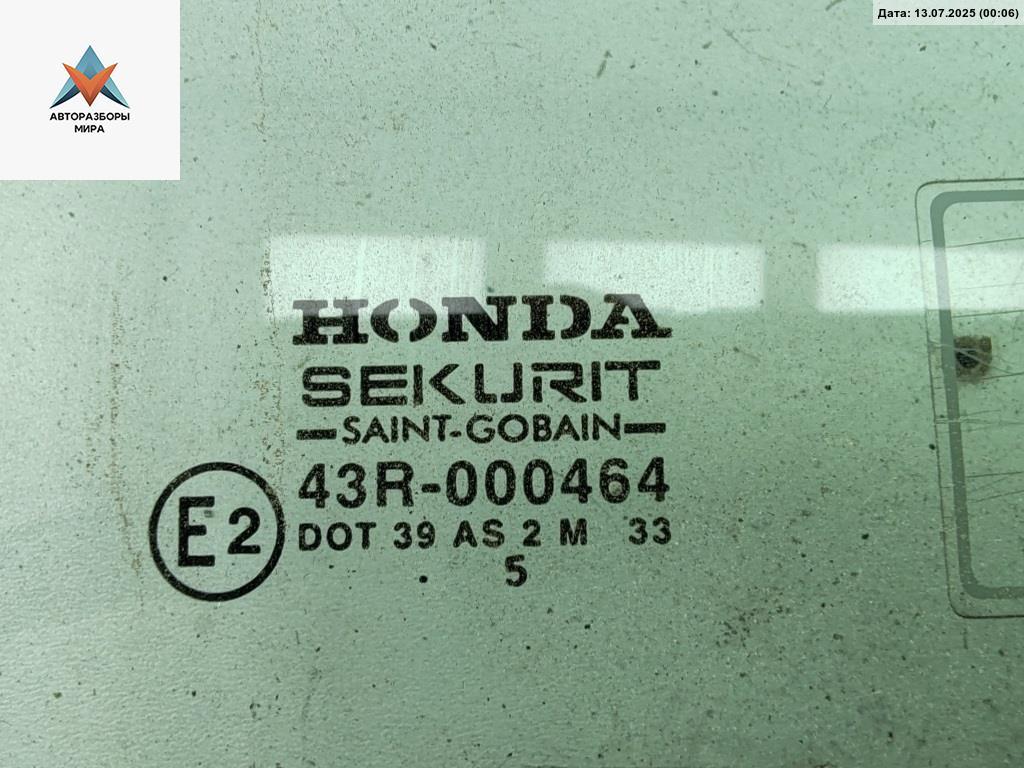 Дата: 13.07.2025 (00:06)
АВТОРАЗБОРЫ
МИРА
HONDA
SEKURIT
SAINT-GOBAIN
E2 43R-000464
DOT 39 AS 2 M 33
5